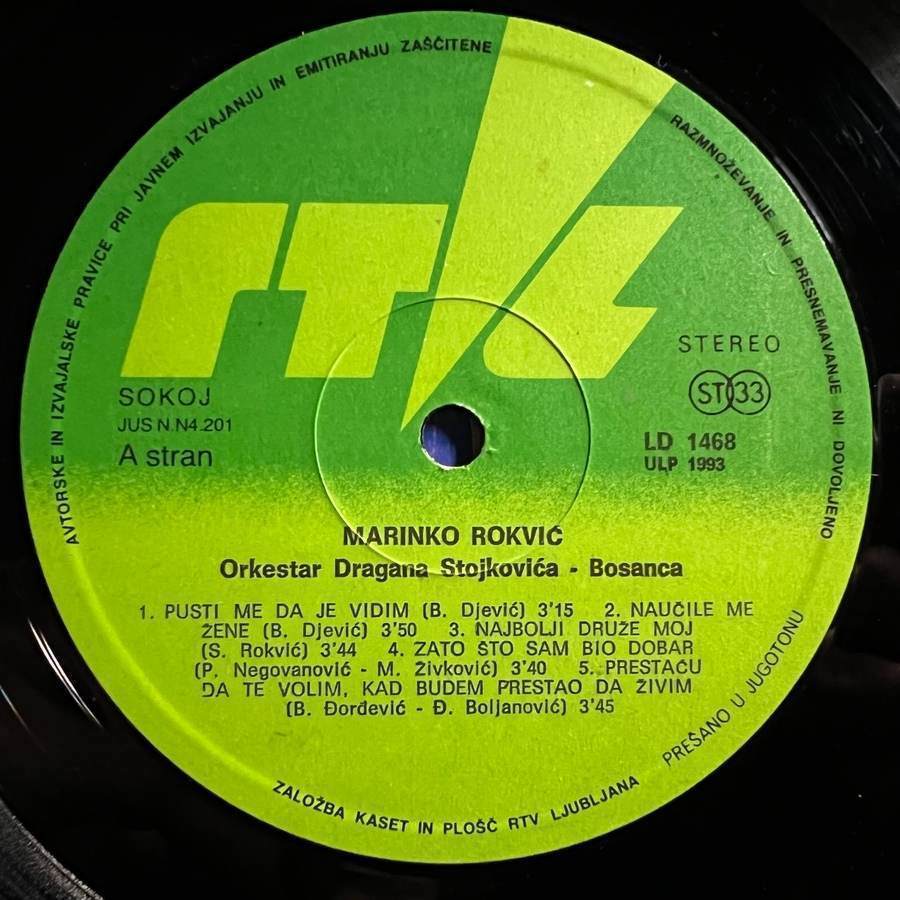 AVTORSKE IN IZVAJALSKE PRAVICE PRI JAVNEM IZVAJANJU IN EMITIRANJU ZAŠČITENE
RAZMNOŽEVANJE IN PRESNEMAVANJE NI DOVOLJENO
RTL
STEREO
SOKOJ
JUS N.N4.201
A stran
ST 33
LD 1468
ULP 1993
MARINKO ROKVIĆ
Orkestar Dragana Stojkovića - Bosanca
1. PUSTI ME DA JE VIDIM (B. Djević) 3'15 2. NAUČILE ME
ŽENE (B. Djević) 3'50 3. NAJBOLJI DRUŽE MOJ
(S. Rokvić) 3'44 4. ZATO ŠTO SAM BIO DOBAR
(P. Negovanović - M. Živković) 3'40 5. PRESTAĆU
DA TE VOLIM, KAD BUDEM PRESTAO DA ŽIVIM
(B. Đorđević - Đ. Boljanović) 3'45
ZALOŽBA KASET IN PLOŠČ RTV LJUBLJANA
PREŠANO U JUGOTONU